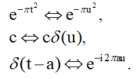 e^{-πt²} ⇔ e^{-πu²},
c ⇔ cδ(u),
δ(t−a) ⇔ e^{-i2πau}.